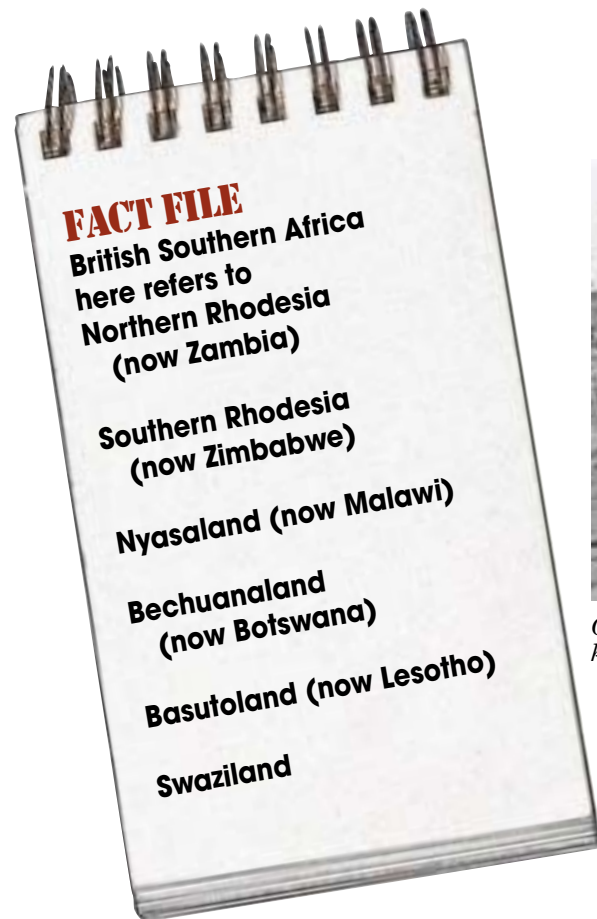 FACT FILE
British Southern Africa
here refers to
Northern Rhodesia
(now Zambia)
Southern Rhodesia
(now Zimbabwe)
Nyasaland (now Malawi)
Bechuanaland
(now Botswana)
Basutoland (now Lesotho)
Swaziland